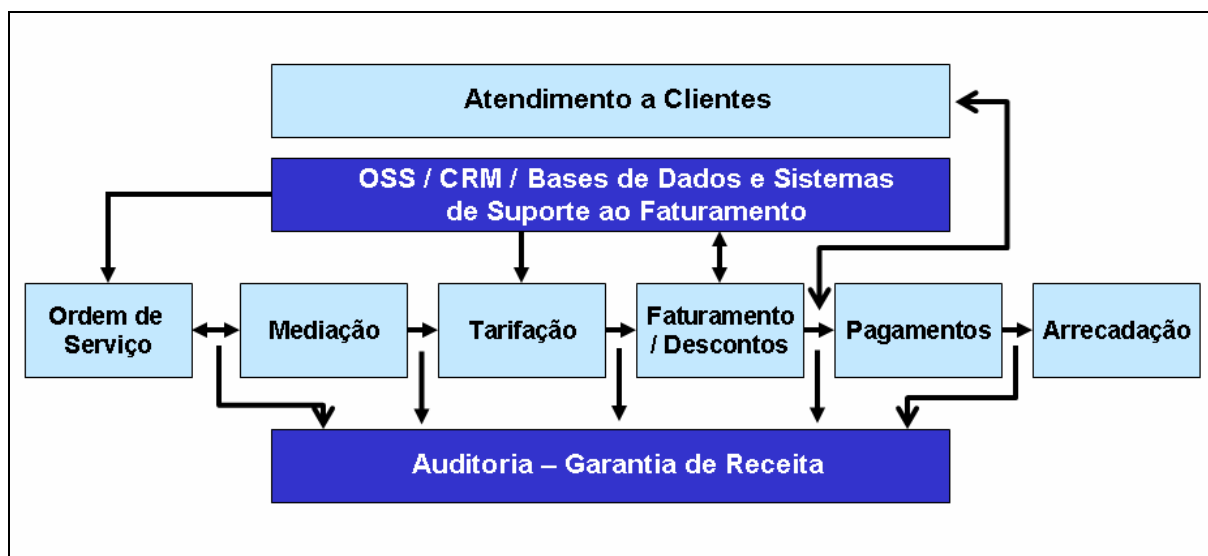 Atendimento a Clientes
OSS / CRM / Bases de Dados e Sistemas
de Suporte ao Faturamento
Ordem de
Serviço
Mediação
Tarifação
Faturamento
/ Descontos
Pagamentos
Arrecadação
Auditoria – Garantia de Receita